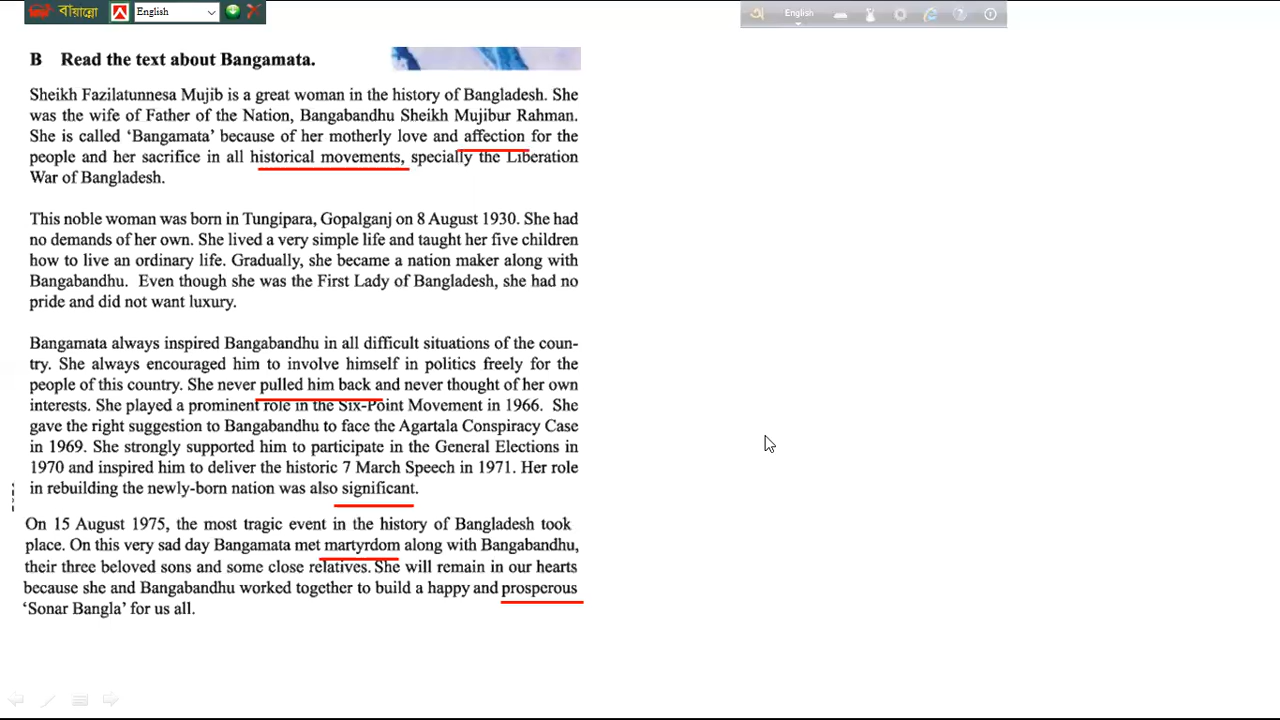 বাঁয়ান্নো English
অ English
B Read the text about Bangamata.
Sheikh Fazilatunnesa Mujib is a great woman in the history of Bangladesh. She
was the wife of Father of the Nation, Bangabandhu Sheikh Mujibur Rahman.
She is called ‘Bangamata’ because of her motherly love and affection for the
people and her sacrifice in all historical movements, specially the Liberation
War of Bangladesh.
This noble woman was born in Tungipara, Gopalganj on 8 August 1930. She had
no demands of her own. She lived a very simple life and taught her five children
how to live an ordinary life. Gradually, she became a nation maker along with
Bangabandhu. Even though she was the First Lady of Bangladesh, she had no
pride and did not want luxury.
Bangamata always inspired Bangabandhu in all difficult situations of the coun-
try. She always encouraged him to involve himself in politics freely for the
people of this country. She never pulled him back and never thought of her own
interests. She played a prominent role in the Six-Point Movement in 1966. She
gave the right suggestion to Bangabandhu to face the Agartala Conspiracy Case
in 1969. She strongly supported him to participate in the General Elections in
1970 and inspired him to deliver the historic 7 March Speech in 1971. Her role
in rebuilding the newly-born nation was also significant.
On 15 August 1975, the most tragic event in the history of Bangladesh took
place. On this very sad day Bangamata met martyrdom along with Bangabandhu,
their three beloved sons and some close relatives. She will remain in our hearts
because she and Bangabandhu worked together to build a happy and prosperous
‘Sonar Bangla’ for us all.